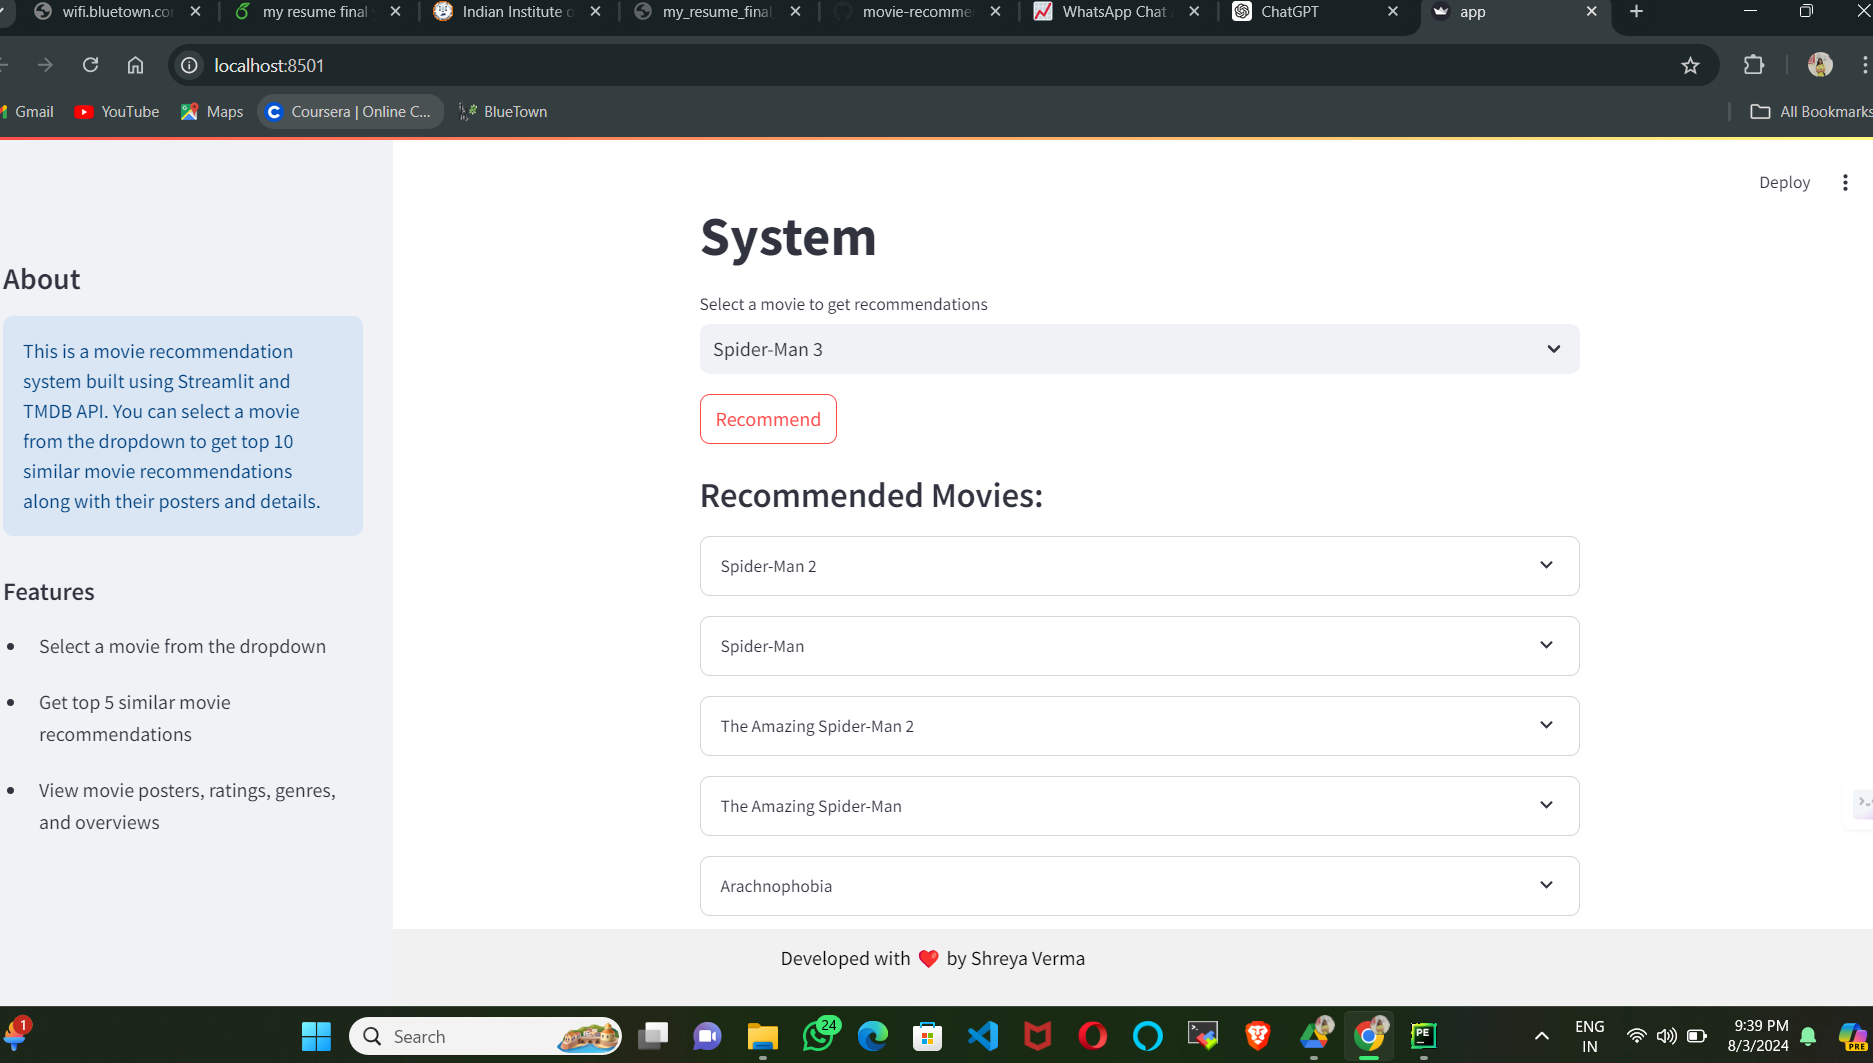 wifi.bluetown.co
my resume final
Indian Institute o
my_resume_final
movie-recomme
WhatsApp Chat
ChatGPT
app
localhost:8501
Gmail
YouTube
Maps
Coursera | Online C...
BlueTown
All Bookmarks
Deploy
System
Select a movie to get recommendations
Spider-Man 3
Recommend
Recommended Movies:
Spider-Man 2
Spider-Man
The Amazing Spider-Man 2
The Amazing Spider-Man
Arachnophobia
Developed with ❤️ by Shreya Verma
About
This is a movie recommendation
system built using Streamlit and
TMDB API. You can select a movie
from the dropdown to get top 10
similar movie recommendations
along with their posters and details.
Features
• Select a movie from the dropdown
• Get top 5 similar movie
recommendations
• View movie posters, ratings, genres,
and overviews
1
Search
24
PE
PRE
ENG
IN
9:39 PM
8/3/2024